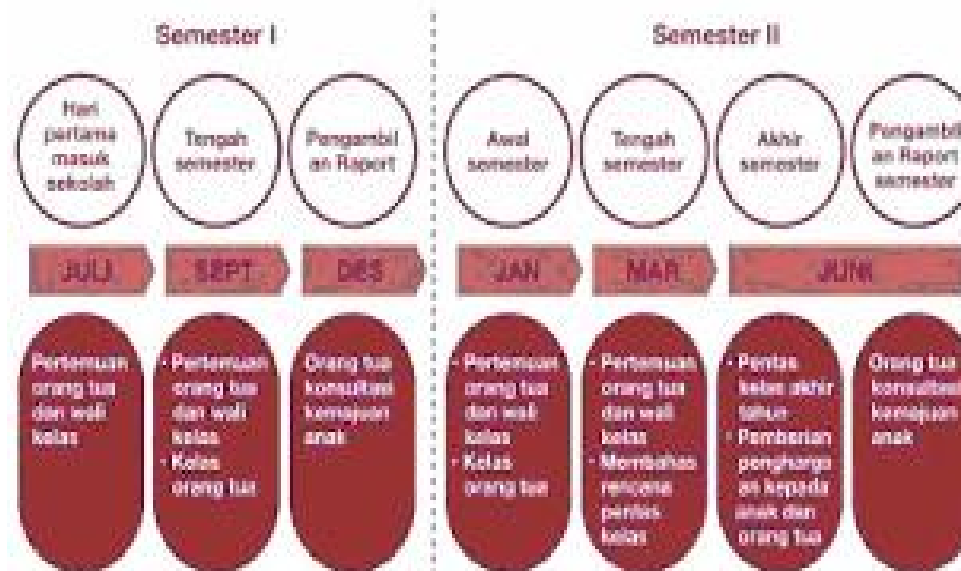 Semester I
Semester II
Hari
pertama
masuk
sekolah
Tengah
semester
Pengambil
an Raport
Awal
semester
Tengah
semester
Akhir
semester
Pengambil
an Raport
semester
JULI
SEPT
DES
JAN
MAR
JUNI
Pertemuan
orang tua
dan wali
kelas
• Pertemuan
orang tua
dan wali
kelas
• Kelas
orang tua
Orang tua
konsultasi
kemajuan
anak
• Pertemuan
orang tua
dan wali
kelas
• Kelas
orang tua
• Pertemuan
orang tua
dan wali
kelas
• Membahas
rencana
pentas
kelas
• Pentas
kelas akhir
tahun
• Pemberian
pengharga
an kepada
anak dan
orang tua
Orang tua
konsultasi
kemajuan
anak